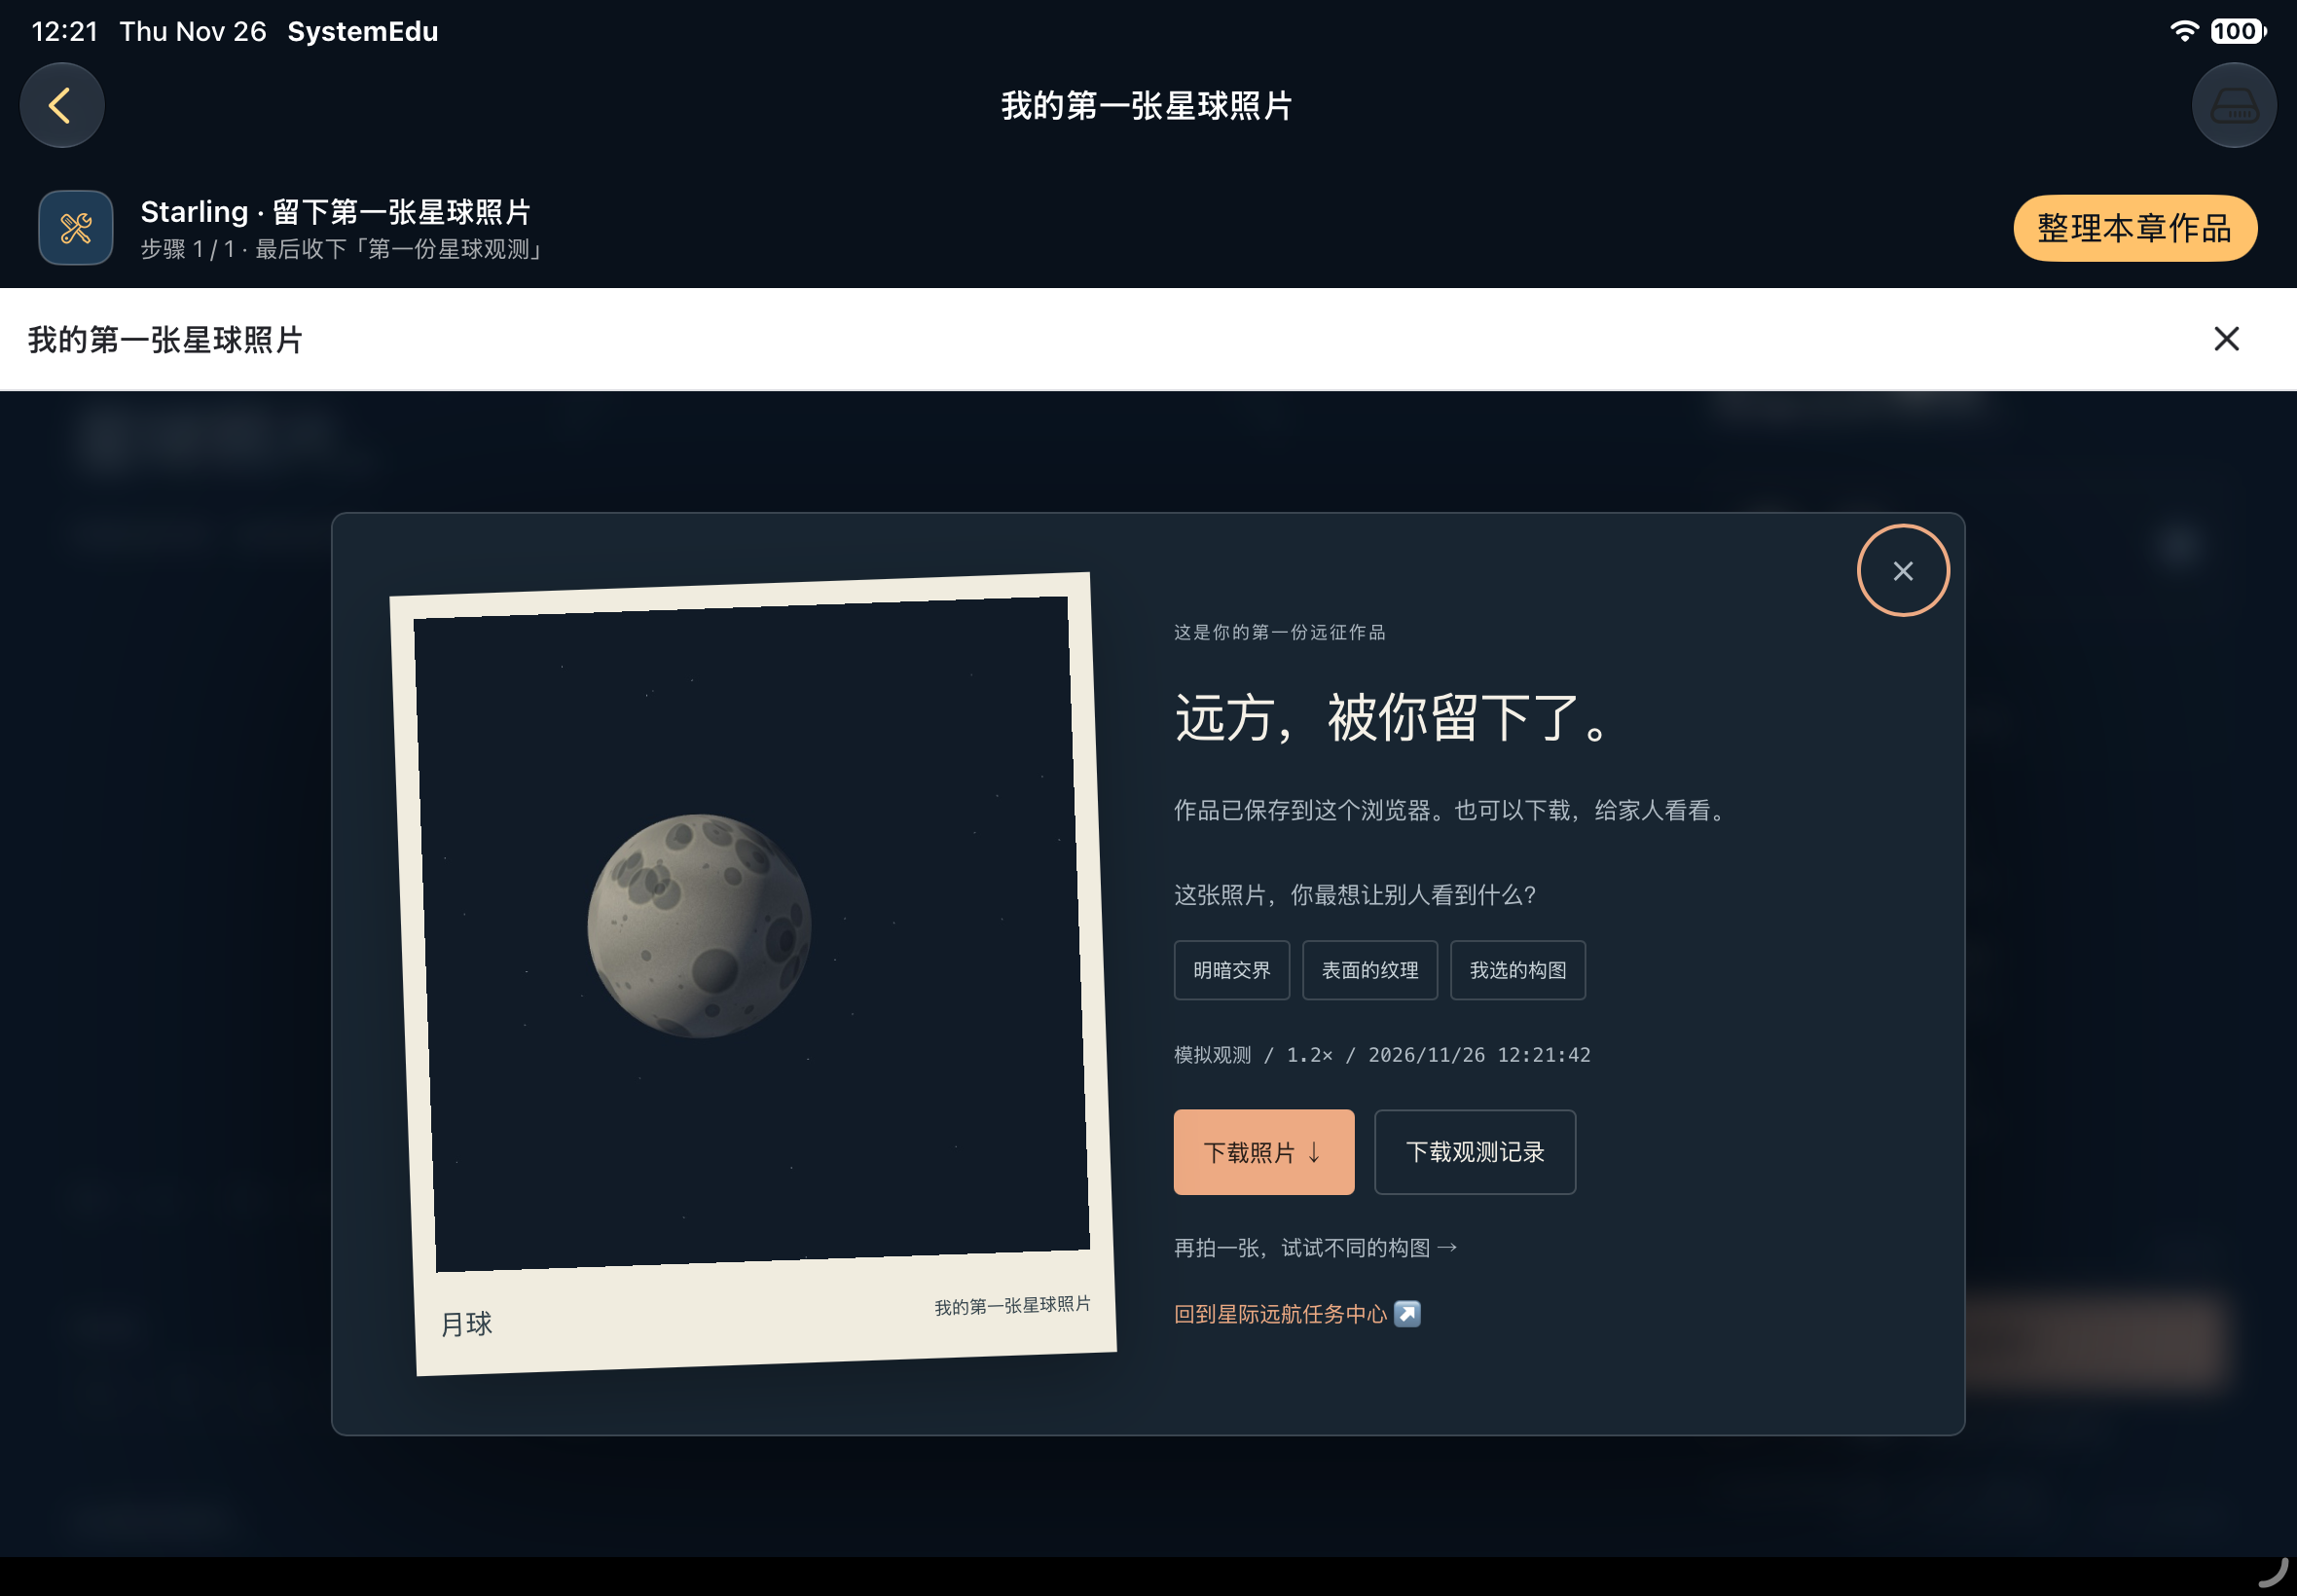 12:21 Thu Nov 26 SystemEdu
100
我的第一张星球照片
Starling · 留下第一张星球照片
步骤 1 / 1 · 最后收下「第一份星球观测」
整理本章作品
我的第一张星球照片
这是你的第一份远征作品
远方，被你留下了。
作品已保存到这个浏览器。也可以下载，给家人看看。
这张照片，你最想让别人看到什么？
明暗交界
表面的纹理
我选的构图
模拟观测 / 1.2× / 2026/11/26 12:21:42
下载照片 ↓
下载观测记录
再拍一张，试试不同的构图 →
回到星际远航任务中心 ↗
月球
我的第一张星球照片